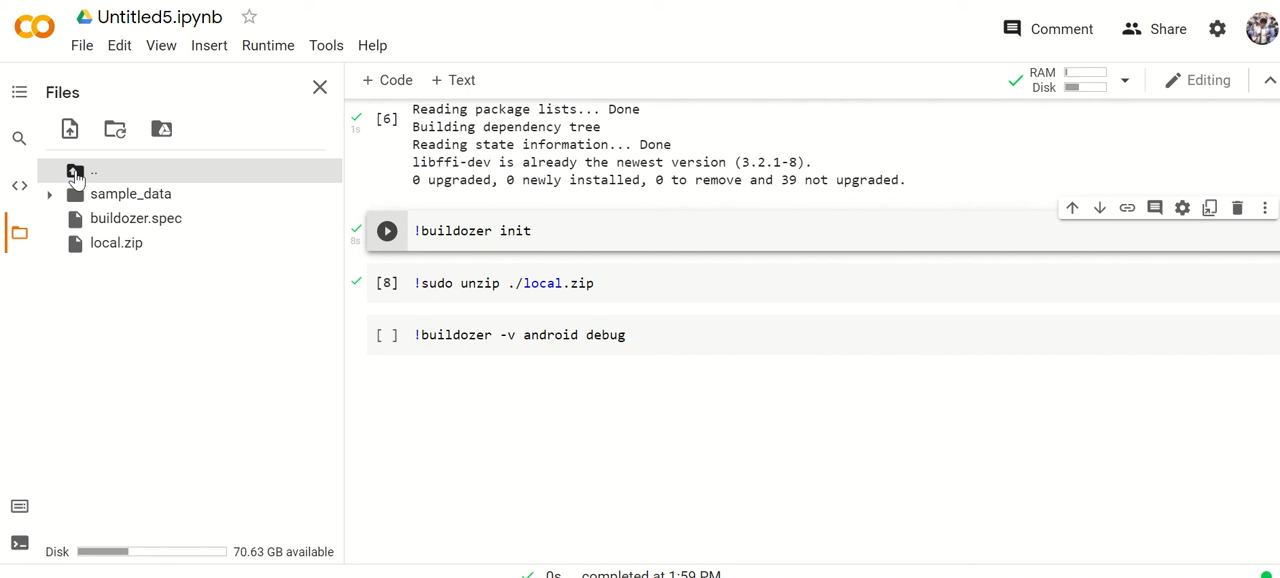 Untitled5.ipynb
Comment
Share
File Edit View Insert Runtime Tools Help
Files
+ Code + Text
RAM
Disk
Editing
..
sample_data
buildozer.spec
local.zip
1s
[6]
Reading package lists... Done
Building dependency tree
Reading state information... Done
libffi-dev is already the newest version (3.2.1-8).
0 upgraded, 0 newly installed, 0 to remove and 39 not upgraded.
8s
!buildozer init
[8] !sudo unzip ./local.zip
[ ] !buildozer -v android debug
Disk 70.63 GB available
0s completed at 1:59 PM